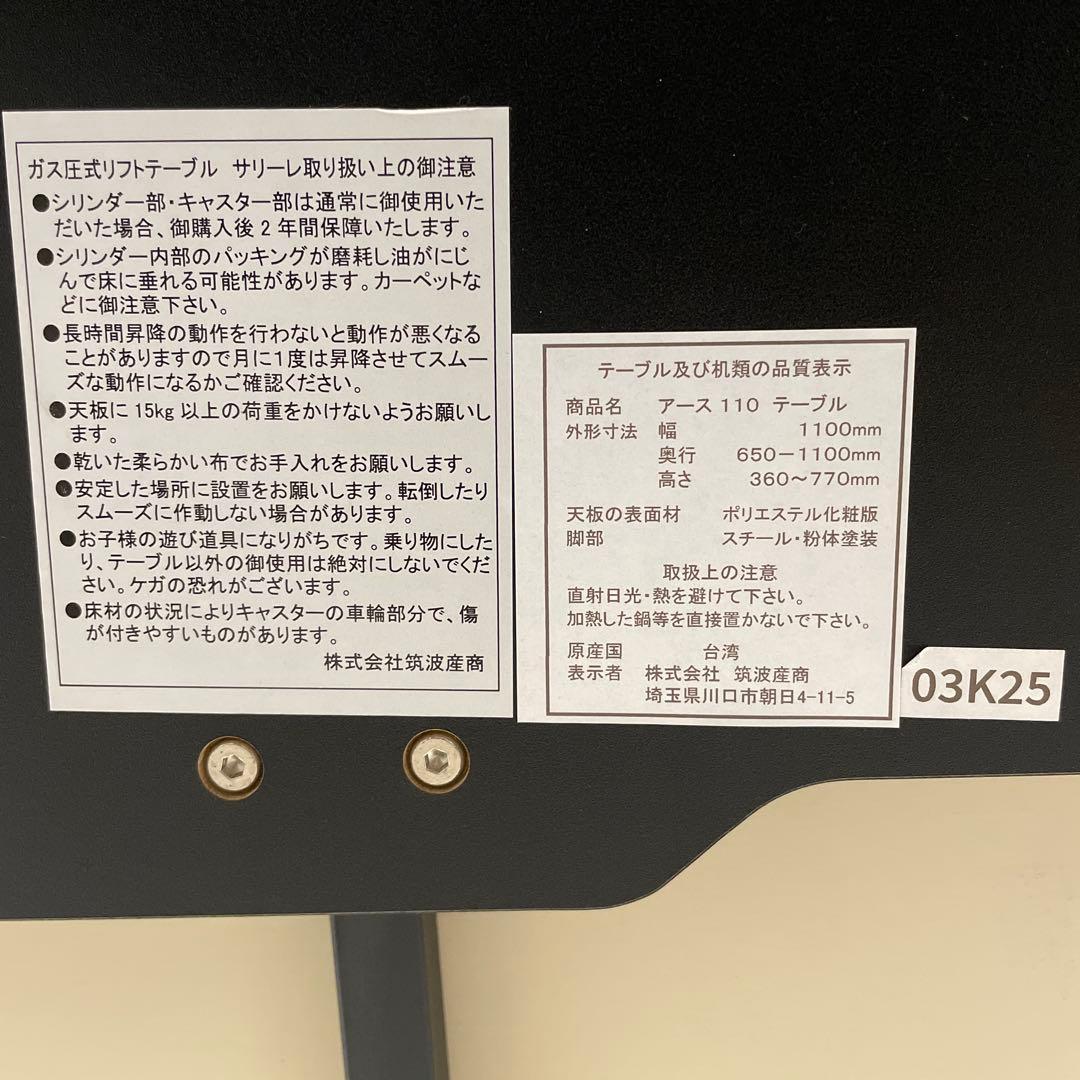 ガス圧式リフトテーブル サリーレ取り扱い上の御注意
●シリンダー部・キャスター部は通常に御使用いた
だいた場合、御購入後2年間保障いたします。
●シリンダー内部のパッキングが磨耗し油がにじ
んで床に垂れる可能性があります。カーペットな
どに御注意下さい。
●長時間昇降の動作を行わないと動作が悪くなる
ことがありますので月に1度は昇降させてスムー
ズな動作になるかご確認ください。
●天板に15kg以上の荷重をかけないようお願いし
ます。
●乾いた柔らかい布でお手入れをお願いします。
●安定した場所に設置をお願いします。転倒したり
スムーズに作動しない場合があります。
●お子様の遊び道具になりがちです。乗り物にした
り、テーブル以外の御使用は絶対にしないでくだ
さい。ケガの恐れがございます。
●床材の状況によりキャスターの車輪部分で、傷
が付きやすいものがあります。
株式会社筑波産商
テーブル及び机類の品質表示
商品名 アース110 テーブル
外形寸法 幅 1100mm
奥行 650－1100mm
高さ 360～770mm
天板の表面材 ポリエステル化粧版
脚部 スチール・粉体塗装
取扱上の注意
直射日光・熱を避けて下さい。
加熱した鍋等を直接置かないで下さい。
原産国 台湾
表示者 株式会社 筑波産商
埼玉県川口市朝日4-11-5
03K25